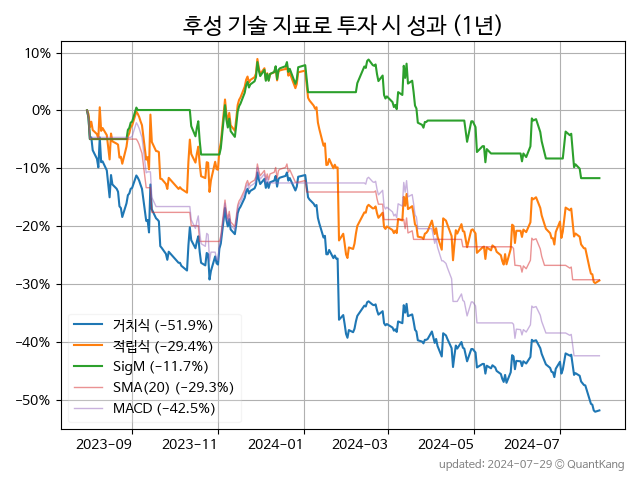 후성 기술 지표로 투자 시 성과 (1년)
10%
0%
−10%
−20%
−30%
−40%
−50%
거치식 (−51.9%)
적립식 (−29.4%)
SigM (−11.7%)
SMA(20) (−29.3%)
MACD (−42.5%)
2023-09 2023-11 2024-01 2024-03 2024-05 2024-07
updated: 2024-07-29 © QuantKang